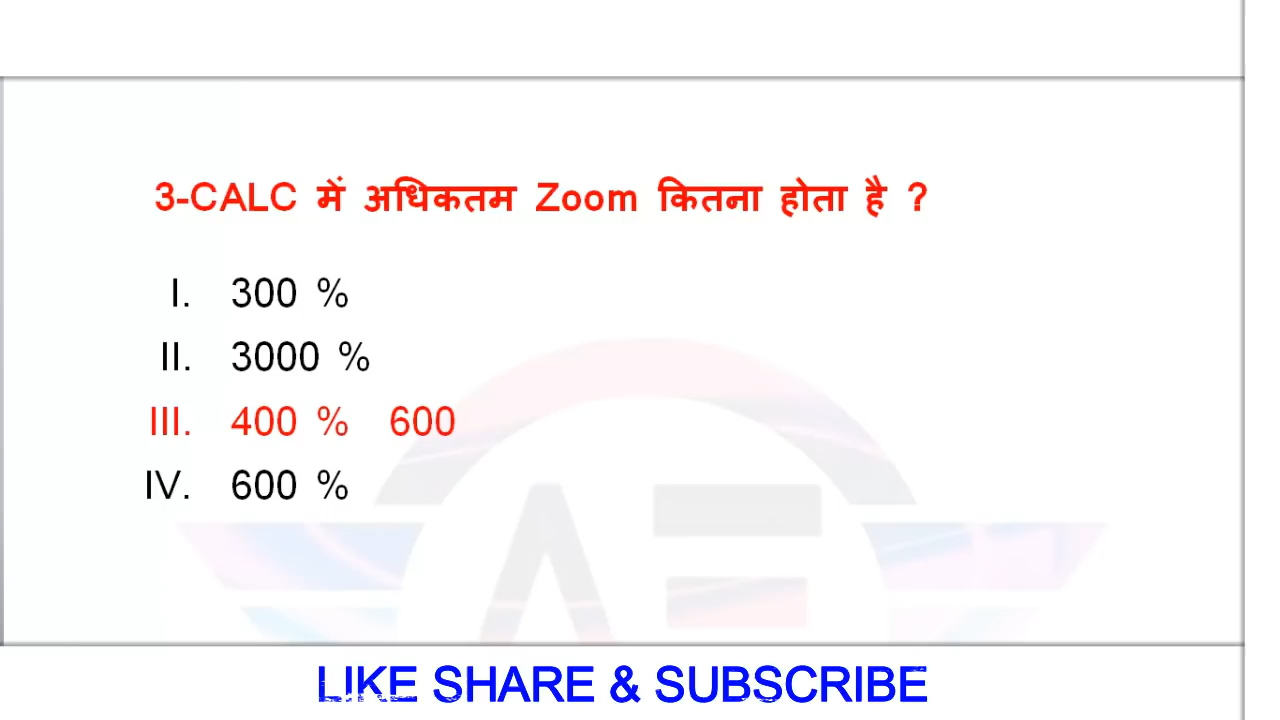 3-CALC में अधिकतम Zoom कितना होता है ?
I. 300 %
II. 3000 %
III. 400 % 600
IV. 600 %
LIKE SHARE & SUBSCRIBE